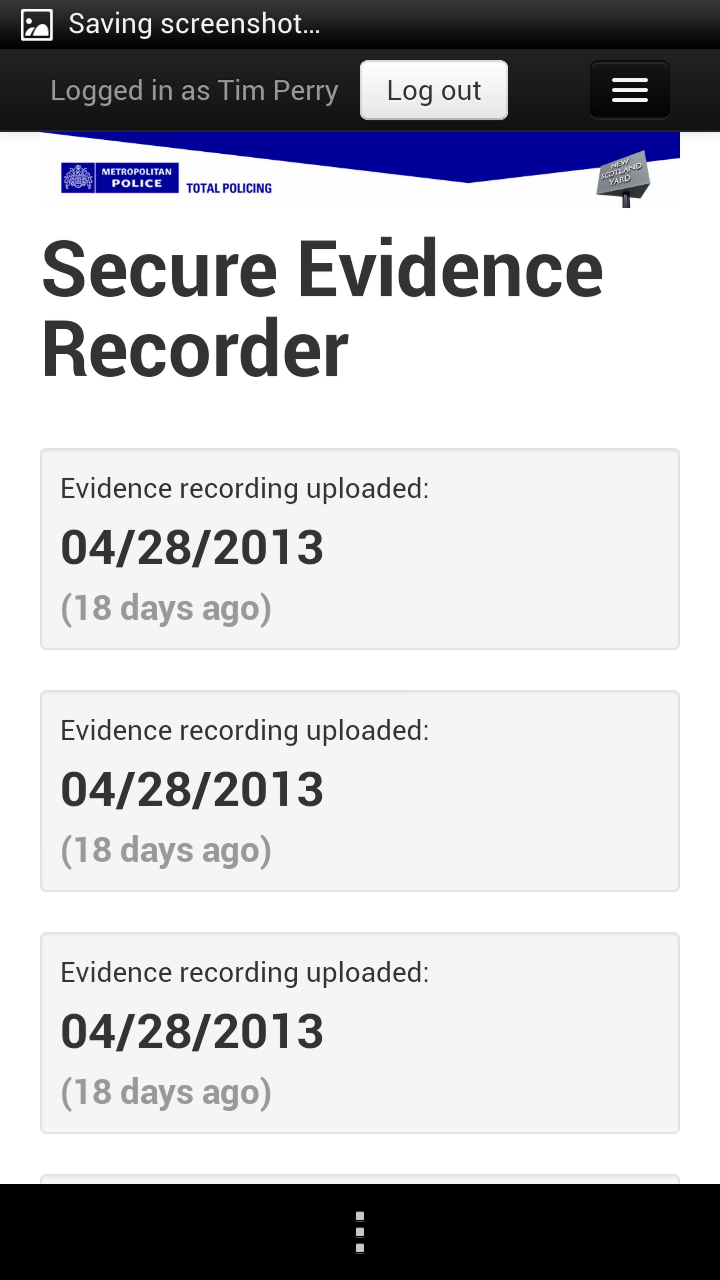 Saving screenshot...
Logged in as Tim Perry
Log out
METROPOLITAN
POLICE
TOTAL POLICING
NEW
SCOTLAND
YARD
Secure Evidence
Recorder
Evidence recording uploaded:
04/28/2013
(18 days ago)
Evidence recording uploaded:
04/28/2013
(18 days ago)
Evidence recording uploaded:
04/28/2013
(18 days ago)